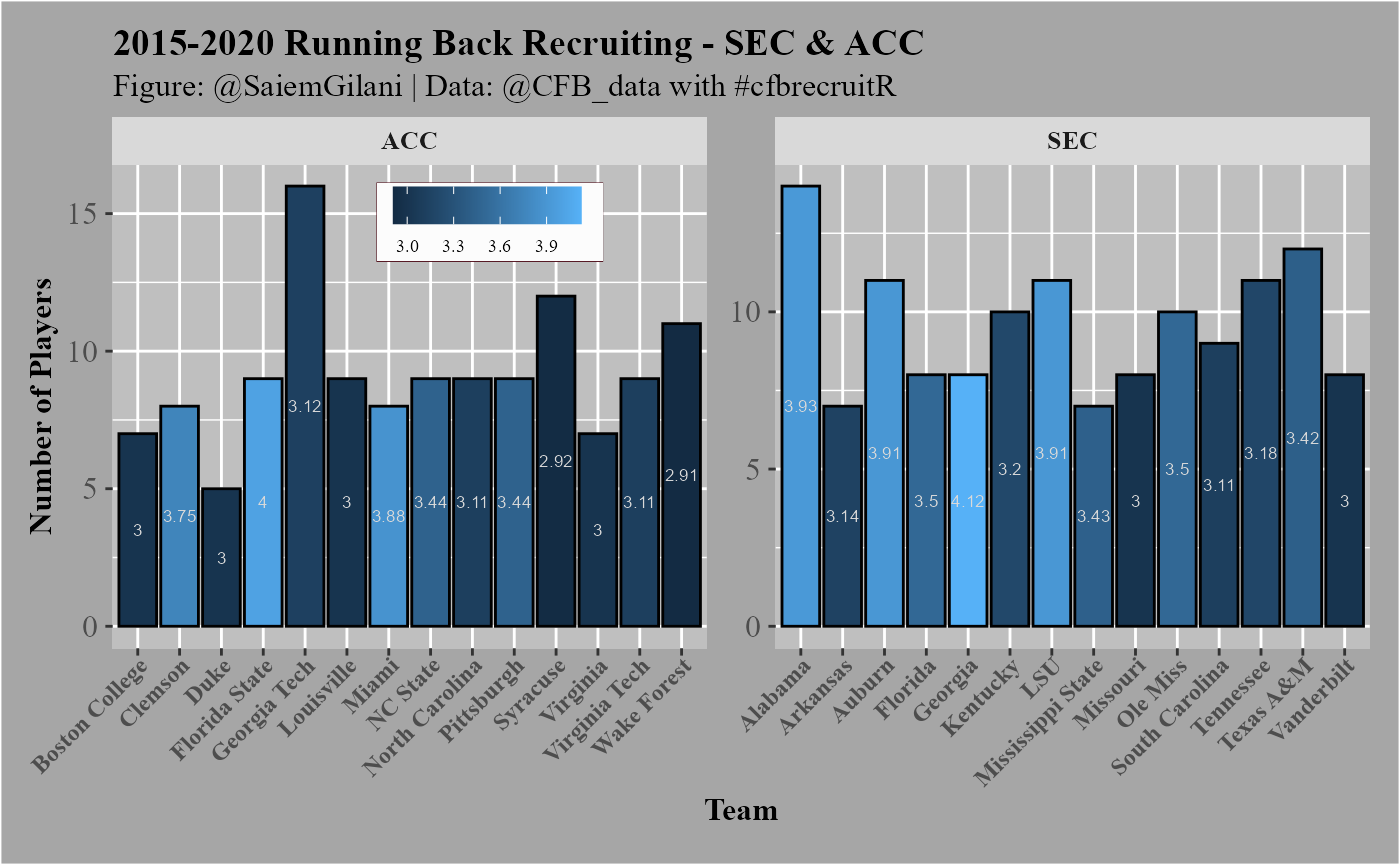 2015-2020 Running Back Recruiting - SEC & ACC
Figure: @SaiemGilani | Data: @CFB_data with #cfbrecruitR
ACC
SEC
Number of Players
15
10
5
0
3.0 3.3 3.6 3.9
3
3.75
3
4
3.12
3
3.88
3.44
3.11
3.44
2.92
3
3.11
2.91
Boston College
Clemson
Duke
Florida State
Georgia Tech
Louisville
Miami
NC State
North Carolina
Pittsburgh
Syracuse
Virginia
Virginia Tech
Wake Forest
10
5
0
3.93
3.14
3.91
3.5
4.12
3.2
3.91
3.43
3
3.5
3.11
3.18
3.42
3
Alabama
Arkansas
Auburn
Florida
Georgia
Kentucky
LSU
Mississippi State
Missouri
Ole Miss
South Carolina
Tennessee
Texas A&M
Vanderbilt
Team